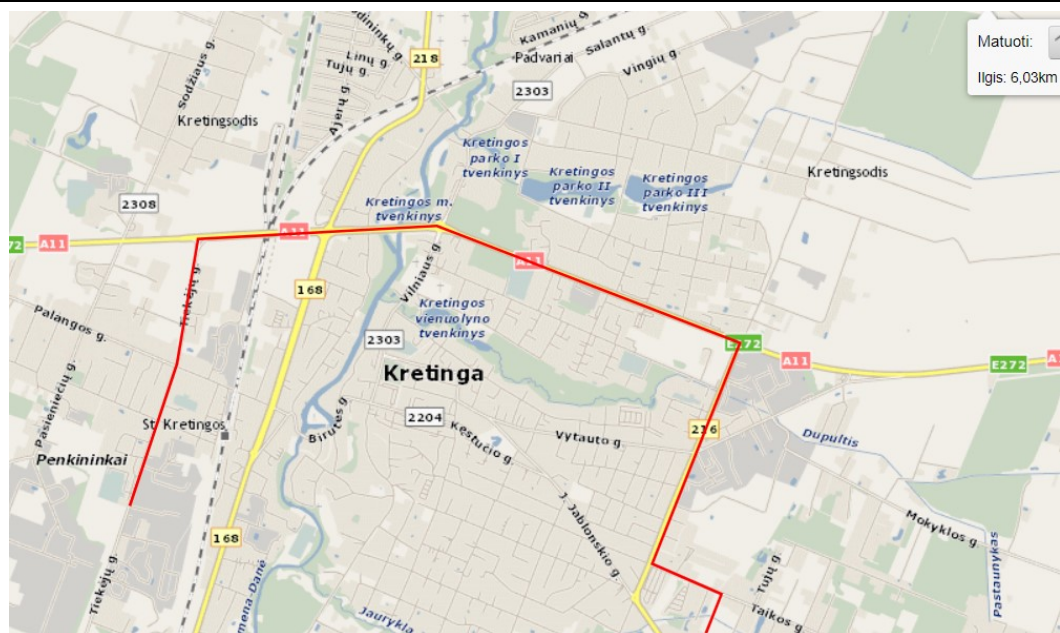 Matuoti:
Ilgis: 6,03km
Kamanių g.
Salantų g.
Padvariai
Vingių g.
Linų g.
Tujų g.
218
2303
Sodžiaus g.
Ajerų g.
Kretingsodis
Kretingos
parko I
tvenkinys
Kretingos
parko II
tvenkinys
Kretingos
parko III
tvenkinys
Kretingsodis
2308
Kretingos m.
tvenkinys
72
A11
A11
A11
168
Vilniaus g.
Tiekėjų g.
Palangos g.
Kretingos
vienuolyno
tvenkinys
2303
E272
A11
E272
Kretinga
Pasieniečių g.
2204
St. Kretingos
Birutės g.
Kęstučio g.
Vytauto g.
216
Dupultis
Penkininkai
J. Jablonskio g.
Mokyklos g.
168
Tiekėjų g.
Tujų g.
Pastaunykas
Taikos g.
mena-Danė
Jaurykla